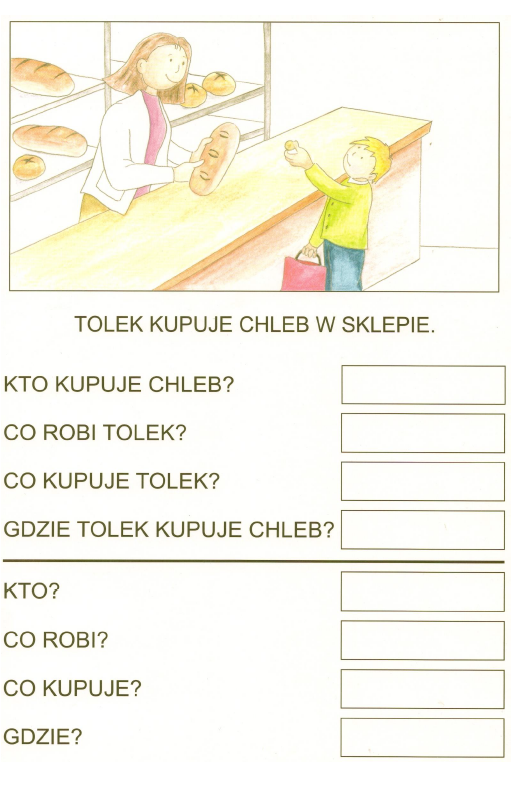 TOLEK KUPUJE CHLEB W SKLEPIE.
KTO KUPUJE CHLEB?
CO ROBI TOLEK?
CO KUPUJE TOLEK?
GDZIE TOLEK KUPUJE CHLEB?
KTO?
CO ROBI?
CO KUPUJE?
GDZIE?